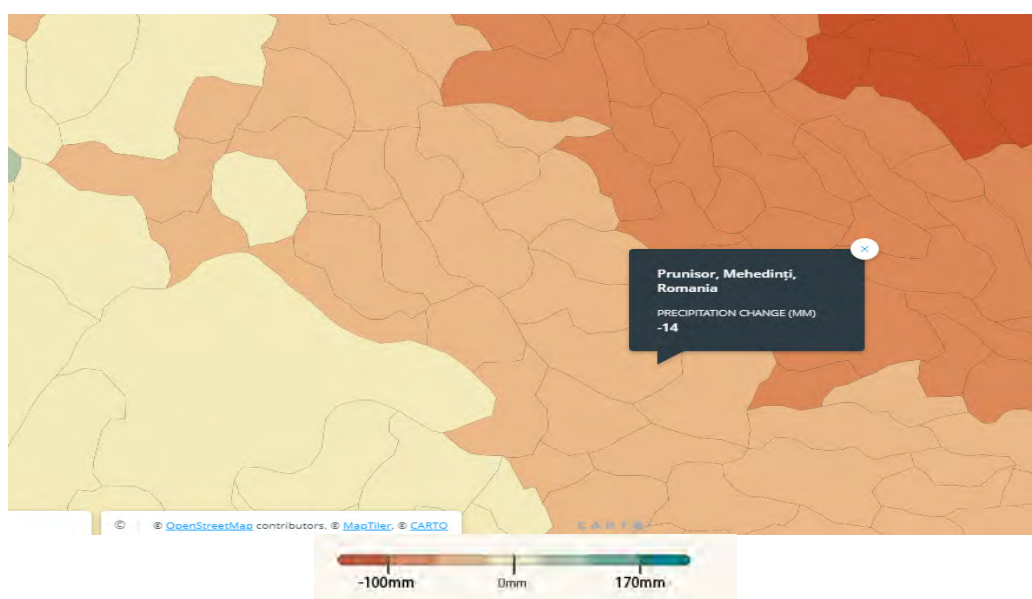 ×
Prunisor, Mehedinți,
Romania
PRECIPITATION CHANGE (MM)
-14
© | © OpenStreetMap contributors, © MapTiler, © CARTO
CARTO
-100mm 0mm 170mm